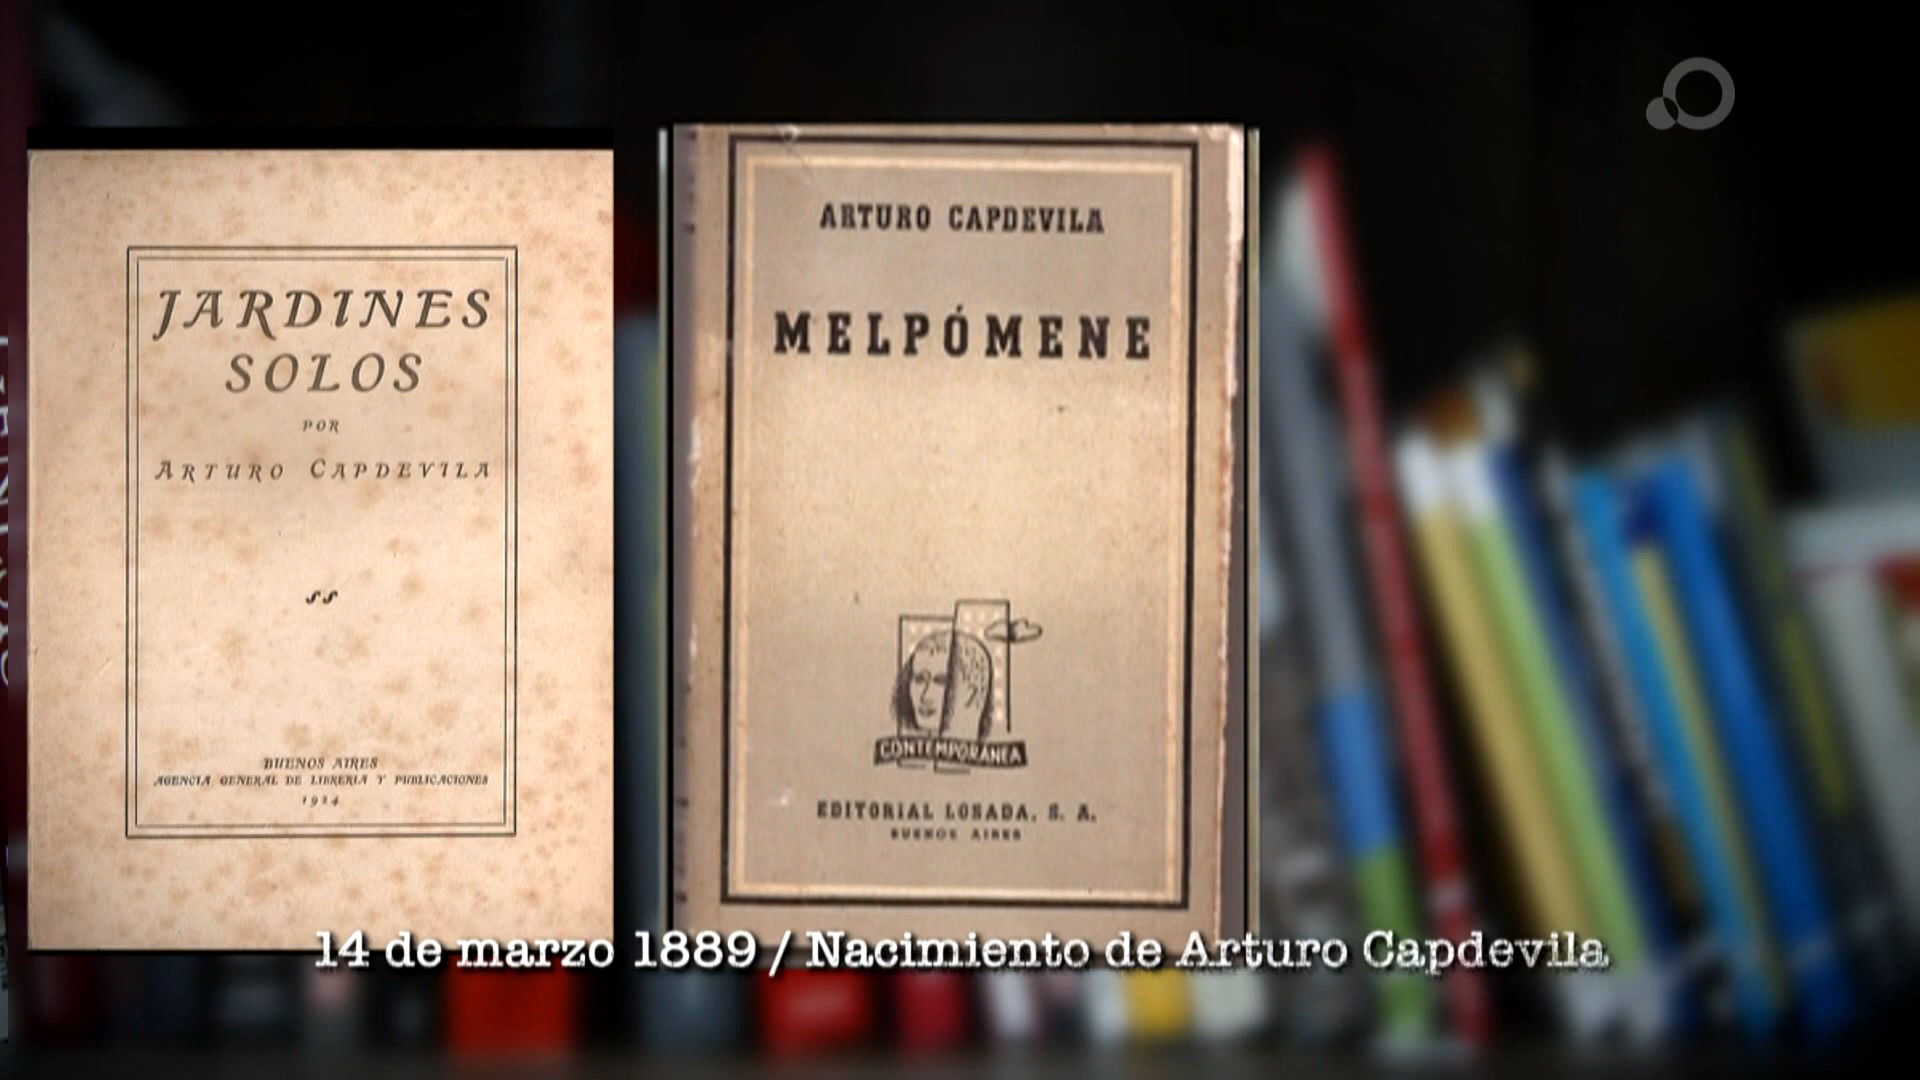 JARDINES
SOLOS
POR
ARTURO CAPDEVILA
BUENOS AIRES
AGENCIA GENERAL DE LIBRERIA Y PUBLICACIONES
1924
ARTURO CAPDEVILA
MELPÓMENE
CONTEMPORÁNEA
EDITORIAL LOSADA, S. A.
BUENOS AIRES
14 de marzo 1889 / Nacimiento de Arturo Capdevila